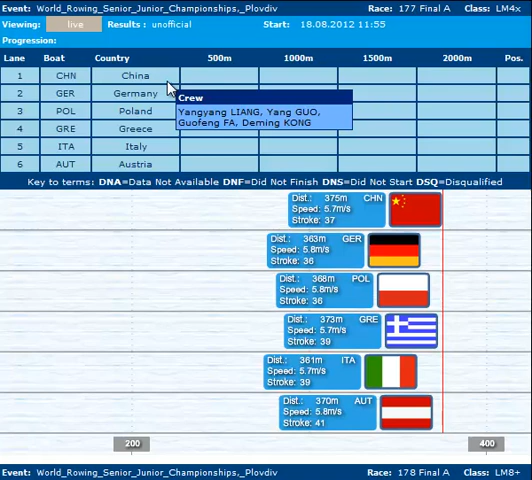 Event: World_Rowing_Senior_Junior_Championships,_Plovdiv Race: 177 Final A Class: LM4x
Viewing: live Results: unofficial Start: 18.08.2012 11:55
Progression:
Lane Boat Country 500m 1000m 1500m 2000m Pos.
1 CHN China
2 GER Germany
3 POL Poland
4 GRE Greece
5 ITA Italy
6 AUT Austria
Crew
Yangyang LIANG, Yang GUO,
Guofeng FA, Deming KONG
Key to terms: DNA=Data Not Available DNF=Did Not Finish DNS=Did Not Start DSQ=Disqualified
Dist.: 375m CHN
Speed: 5.7m/s
Stroke: 37
Dist.: 363m GER
Speed: 5.8m/s
Stroke: 36
Dist.: 368m POL
Speed: 5.8m/s
Stroke: 36
Dist.: 373m GRE
Speed: 5.7m/s
Stroke: 39
Dist.: 361m ITA
Speed: 5.7m/s
Stroke: 39
Dist.: 370m AUT
Speed: 5.8m/s
Stroke: 41
200 400
Event: World_Rowing_Senior_Junior_Championships,_Plovdiv Race: 178 Final A Class: LM8+